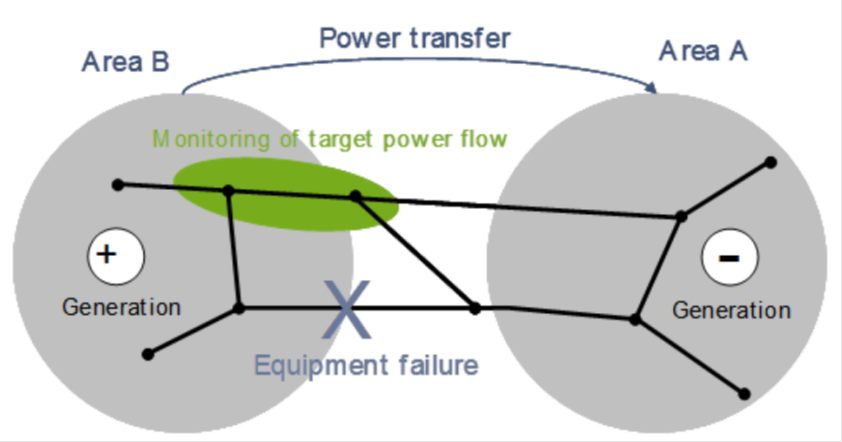 Power transfer
Area B
Area A
Monitoring of target power flow
+
-
Generation
Generation
X
Equipment failure